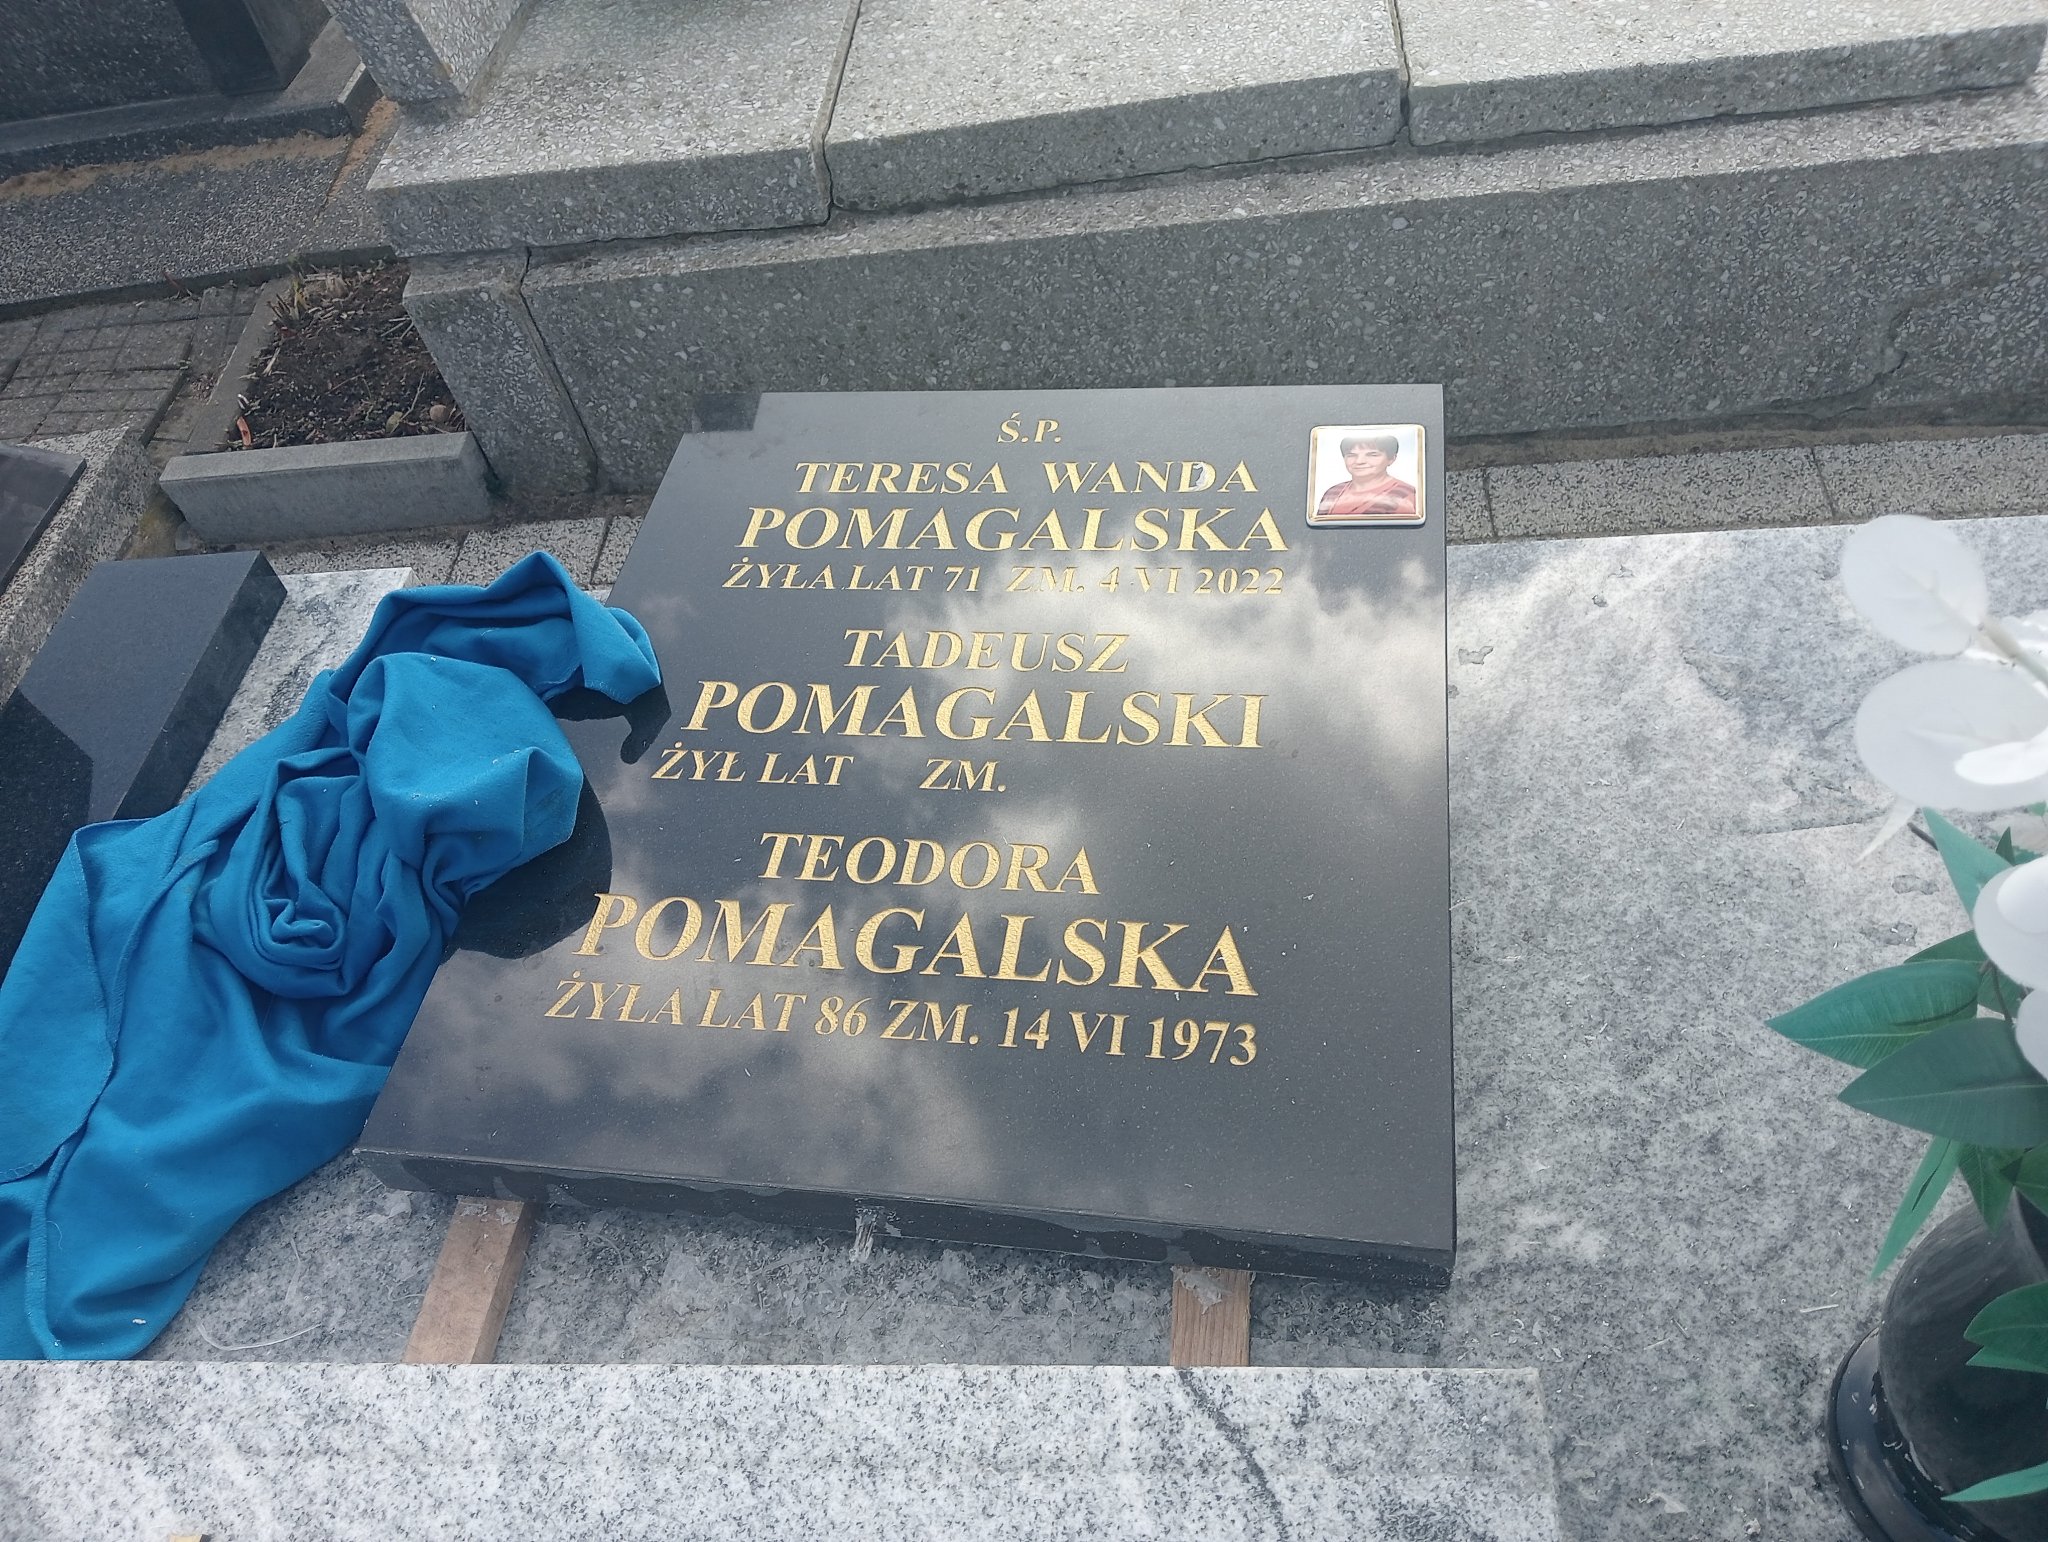 Ś.P.
TERESA WANDA
POMAGALSKA
ŻYŁA LAT 71 ZM. 4 VI 2022
TADEUSZ
POMAGALSKI
ŻYŁ LAT ZM.
TEODORA
POMAGALSKA
ŻYŁA LAT 86 ZM. 14 VI 1973